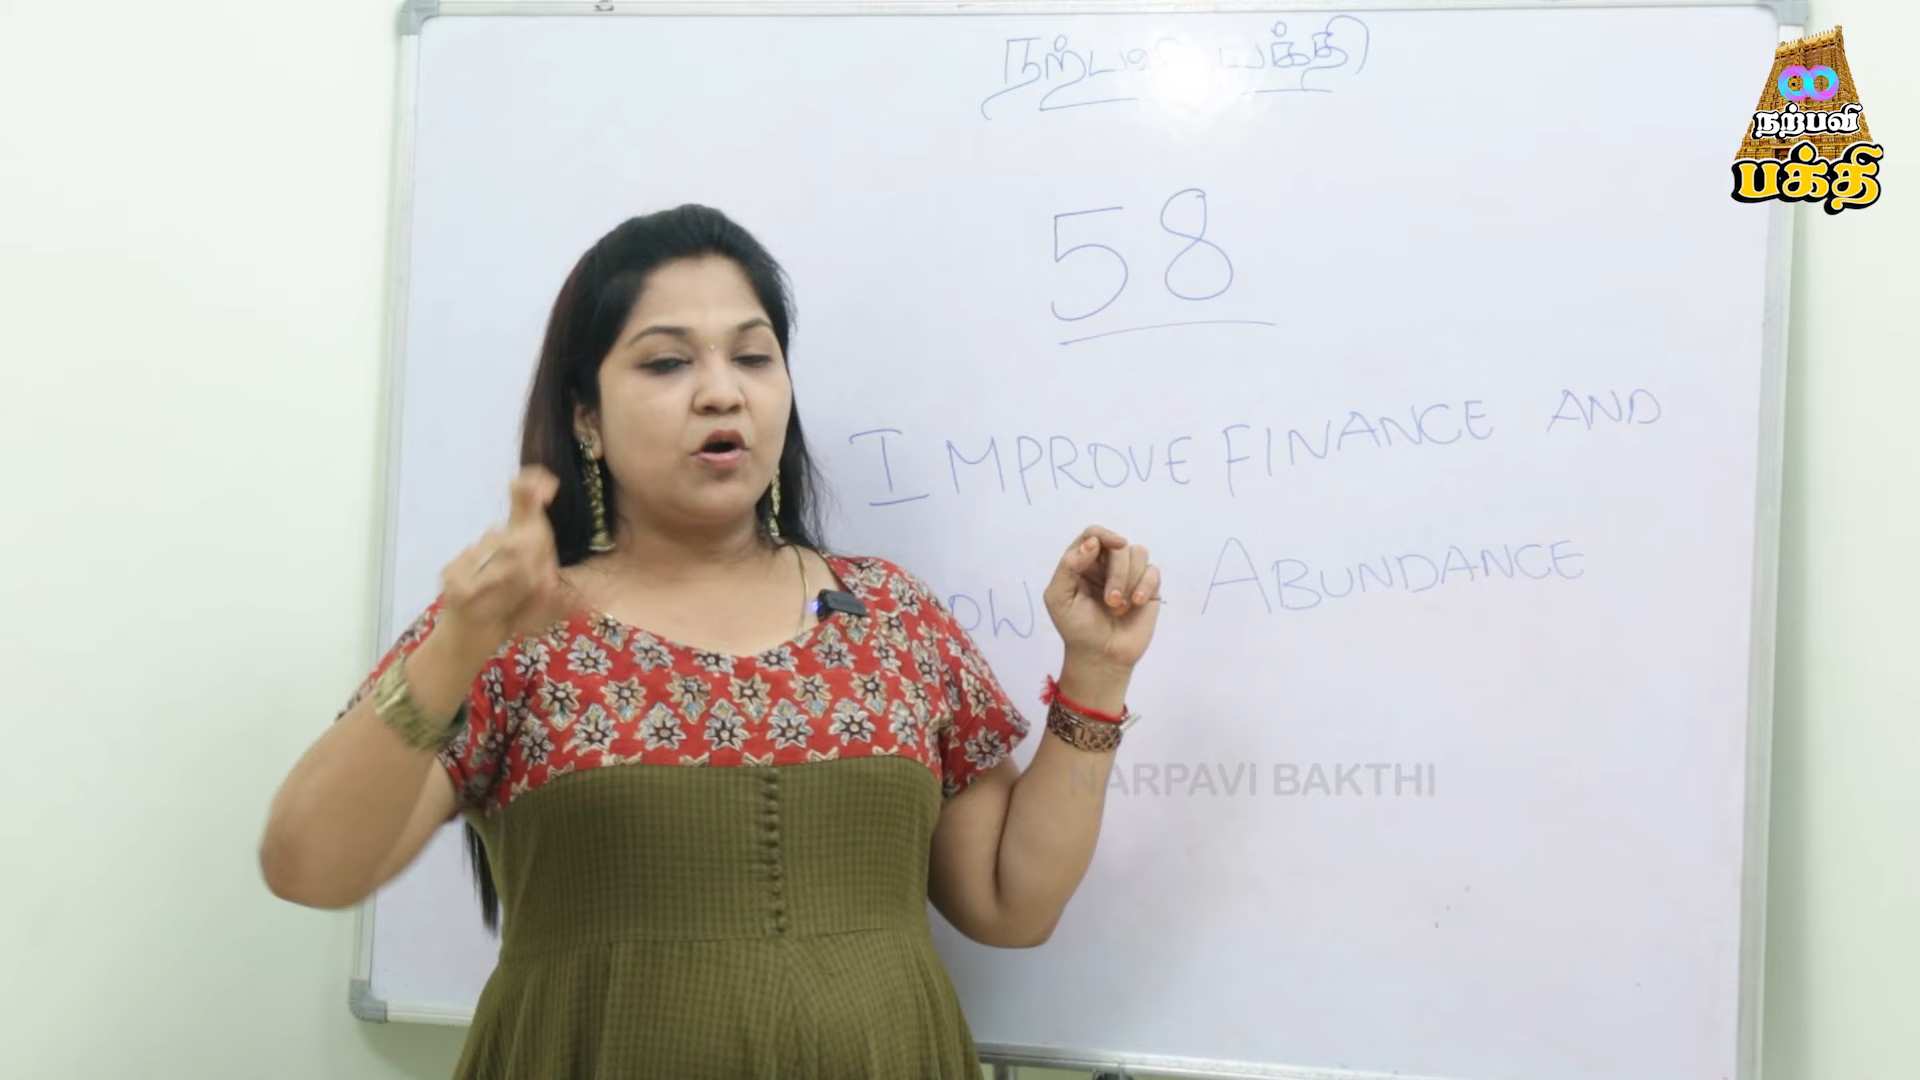 நற்பவி பக்தி
58
IMPROVE FINANCE AND
ABUNDANCE
NARPAVI BAKTHI
நற்பவி
பக்தி